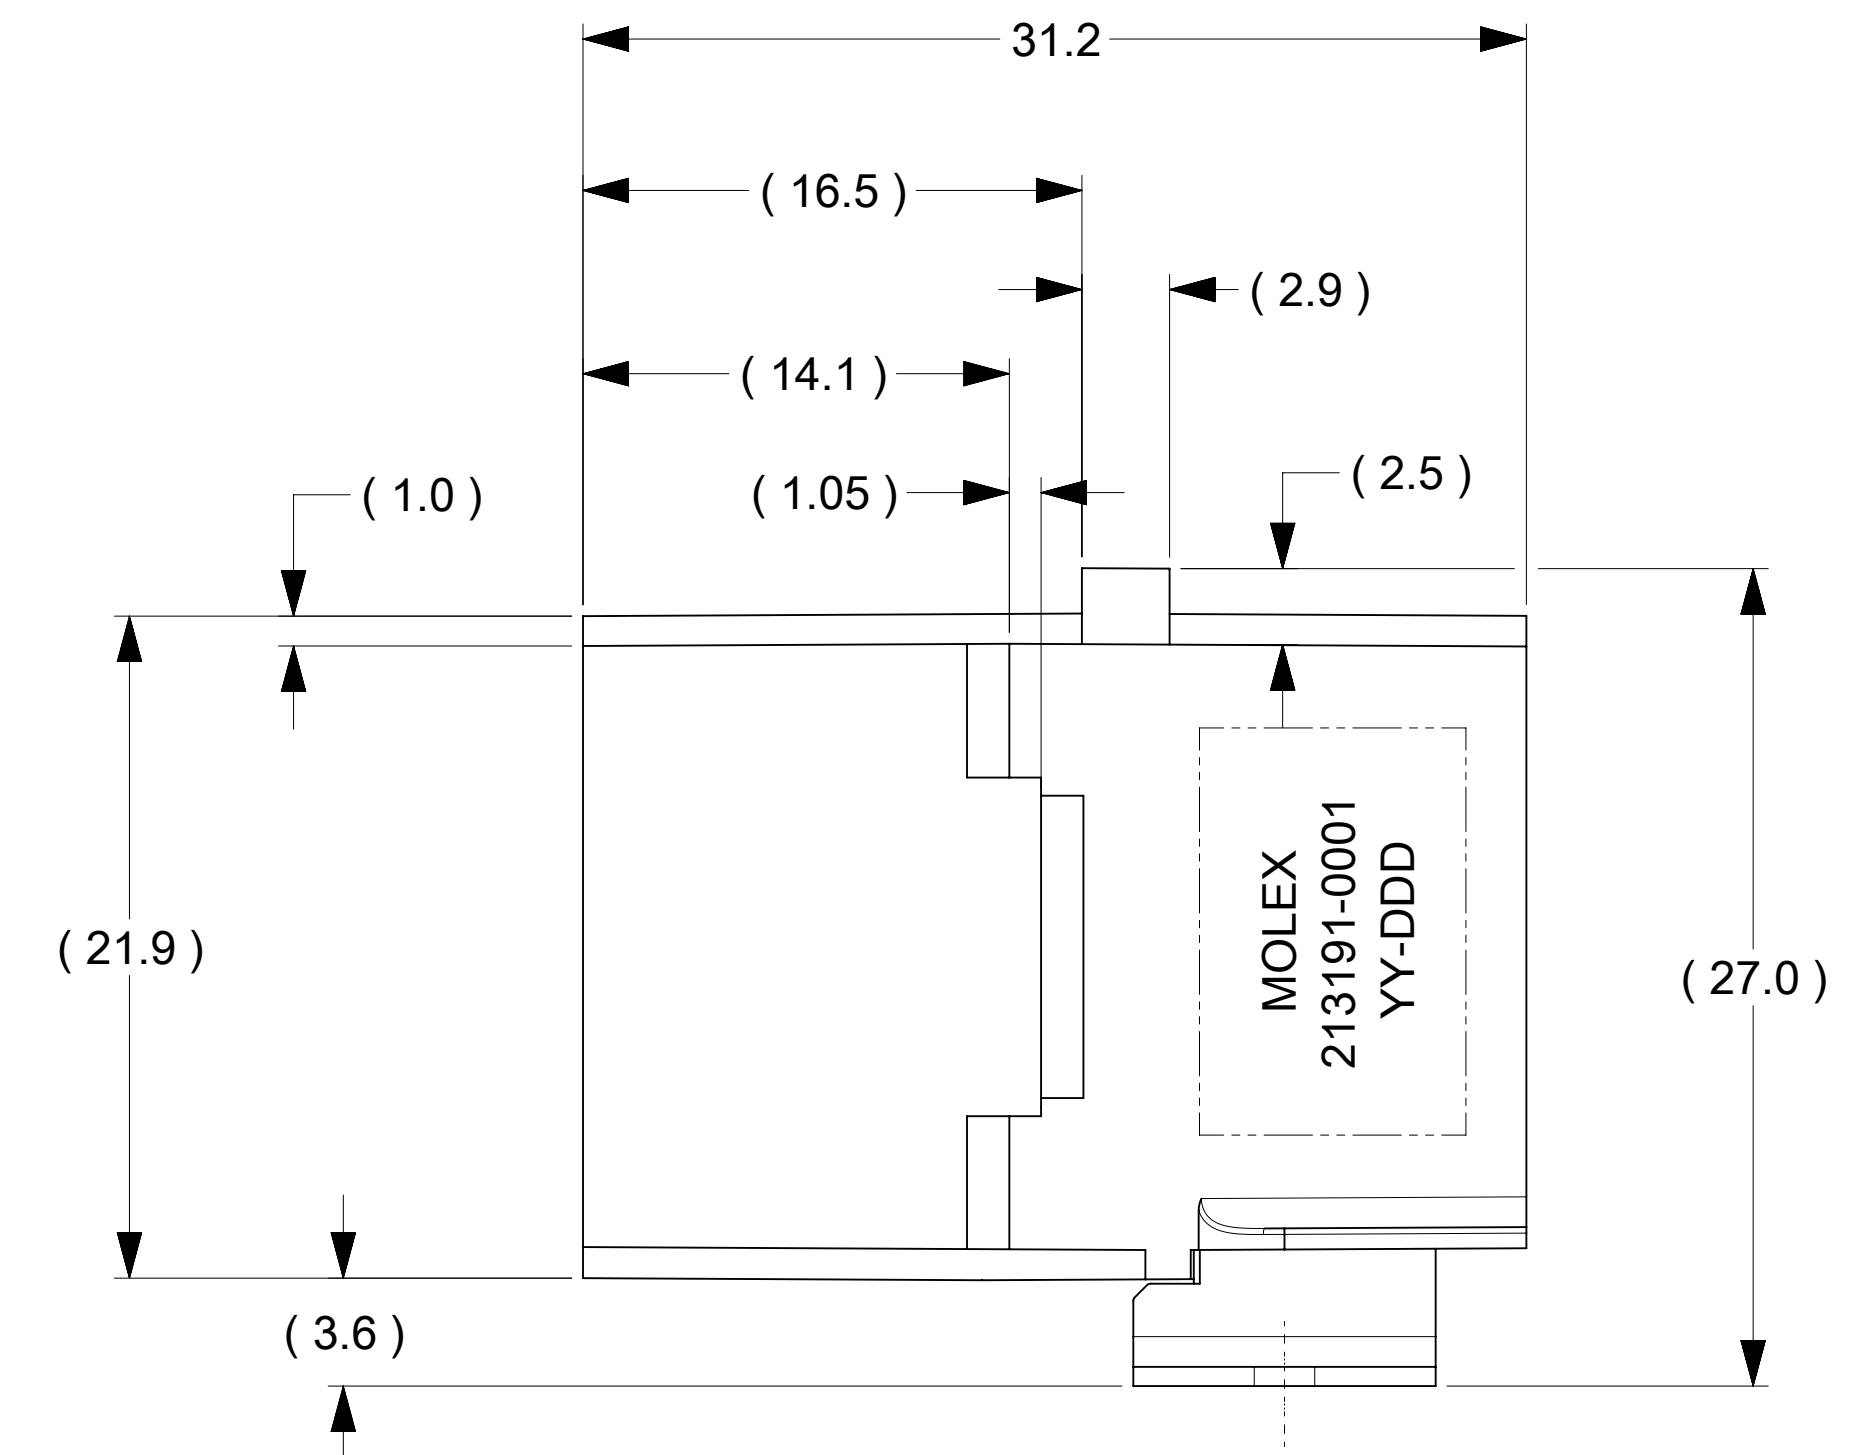 31.2
( 16.5 )
( 2.9 )
( 14.1 )
( 2.5 )
( 1.0 )
( 1.05 )
MOLEX
213191-0001
YY-DDD
( 21.9 )
( 27.0 )
( 3.6 )